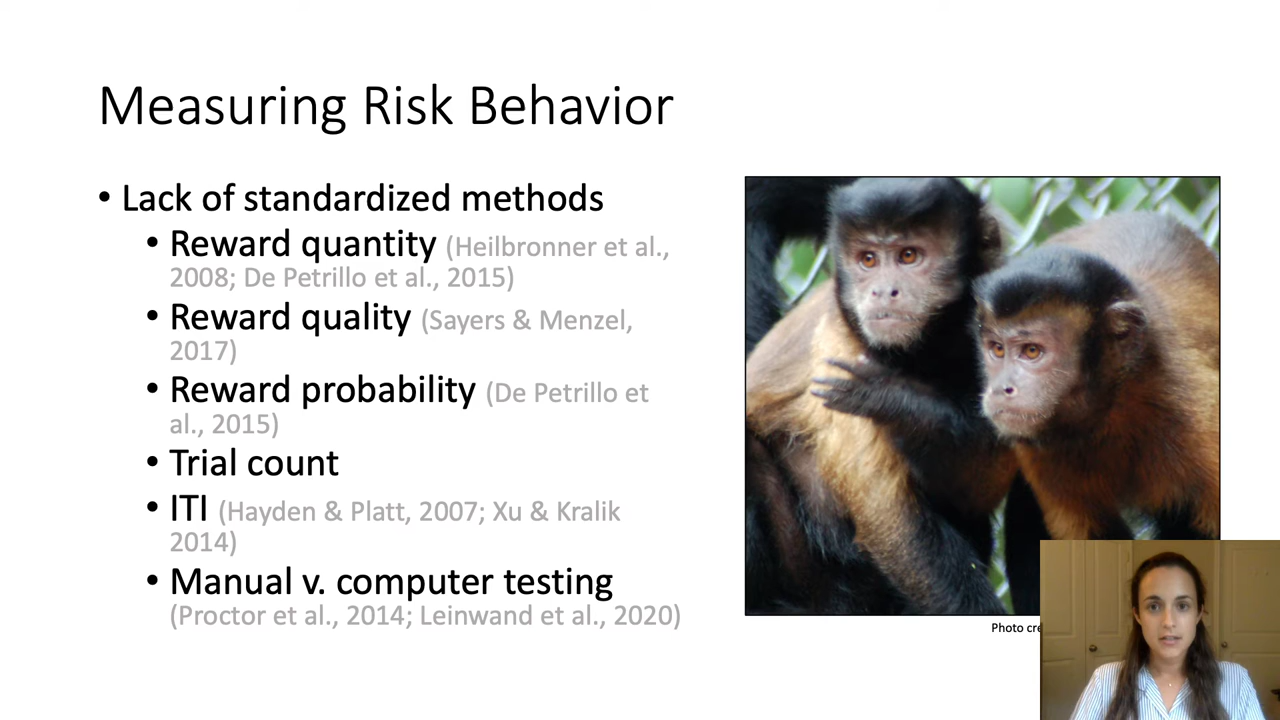 Measuring Risk Behavior
• Lack of standardized methods
• Reward quantity (Heilbronner et al.,
2008; De Petrillo et al., 2015)
• Reward quality (Sayers & Menzel,
2017)
• Reward probability (De Petrillo et
al., 2015)
• Trial count
• ITI (Hayden & Platt, 2007; Xu & Kralik
2014)
• Manual v. computer testing
(Proctor et al., 2014; Leinwand et al., 2020)
Photo